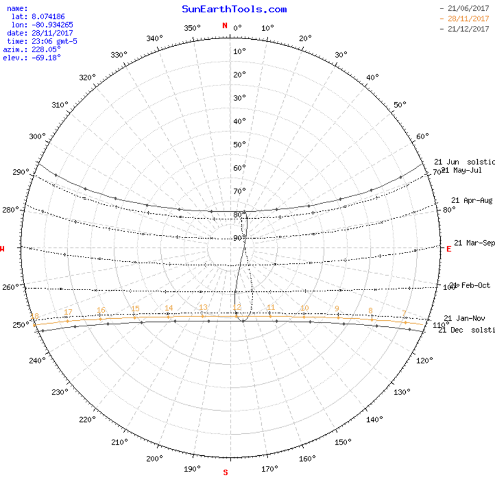 SunEarthTools.com
name:
lat: 8.074186
lon: -80.934265
date: 28/11/2017
time: 23:06 gmt-5
azim.: 228.05°
elev.: -69.18°
- 21/06/2017
- 28/11/2017
- 21/12/2017
N
350° 0° 10°
340° 20°
330° 30°
320° 40°
310° 50°
300° 60°
290° 70°
280° 80°
W E
260° 100°
250° 110°
240° 120°
230° 130°
220° 140°
210° 150°
200° 160°
190° 170°
S
10°
20°
30°
40°
50°
60°
70°
80°
90°
21 Jun solstic
21 May-Jul
21 Apr-Aug
21 Mar-Sep
21 Feb-Oct
21 Jan-Nov
21 Dec solsti
18 17 16 15 14 13 12 11 10 9 8 7